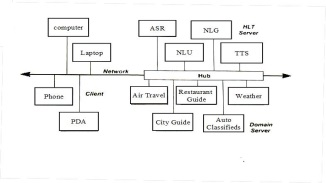 computer
ASR
NLG
HLT
Server
Laptop
NLU
TTS
Network
Hub
Phone
Client
Air Travel
Restaurant
Guide
Weather
PDA
City Guide
Auto
Classifieds
Domain
Server